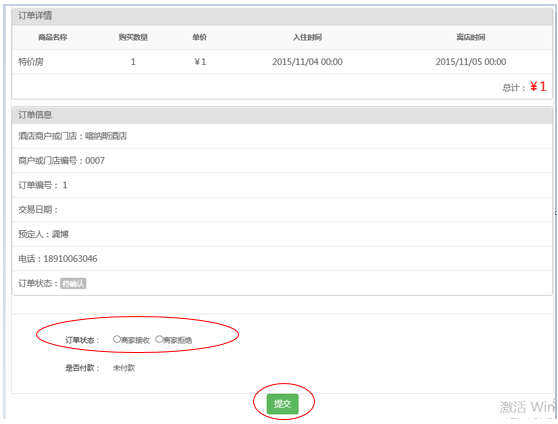 订单详情
商品名称 购买数量 单价 入住时间 离店时间
特价房 1 ¥1 2015/11/04 00:00 2015/11/05 00:00
总计：¥1
订单信息
酒店商户或门店：喀纳斯酒店
商户或门店编号：0007
订单编号： 1
交易日期：
预定人：龚博
电话：18910063046
订单状态：待确认
订单状态： 商家接收 商家拒绝
是否付款： 未付款
提交
激活 Win